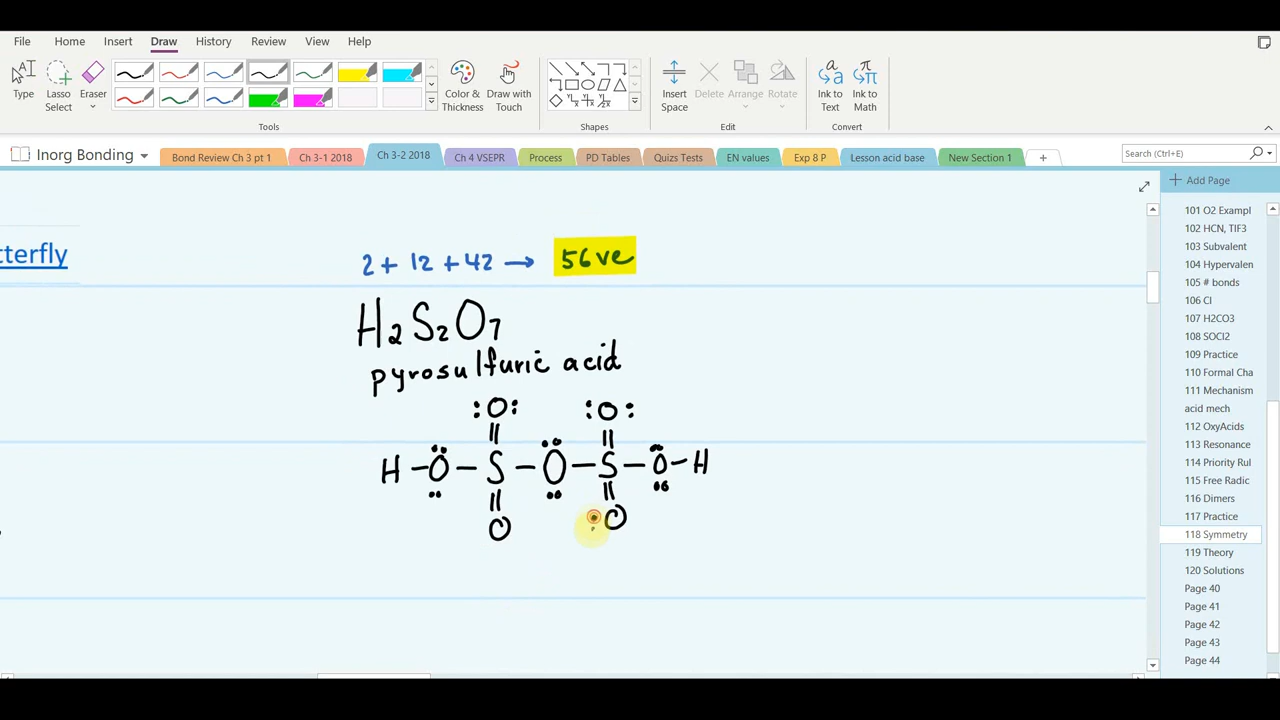 File Home Insert Draw History Review View Help
Type Lasso Select Eraser Color & Thickness Draw with Touch Insert Space Delete Arrange Rotate Ink to Text Ink to Math
Tools Shapes Edit Convert
Inorg Bonding Bond Review Ch 3 pt 1 Ch 3-1 2018 Ch 3-2 2018 Ch 4 VSEPR Process PD Tables Quizs Tests EN values Exp 8 P Lesson acid base New Section 1 + Search (Ctrl+E)
Add Page
101 O2 Exampl
102 HCN, TIF3
103 Subvalent
104 Hypervalen
105 # bonds
106 CI
107 H2CO3
108 SOCI2
109 Practice
110 Formal Cha
111 Mechanism
acid mech
112 OxyAcids
113 Resonance
114 Priority Rul
115 Free Radic
116 Dimers
117 Practice
118 Symmetry
119 Theory
120 Solutions
Page 40
Page 41
Page 42
Page 43
Page 44
tterfly
2 + 12 + 42 → 56 ve
H₂S₂O₇
pyrosulfuric acid
:O: :O:
H – O – S – O – S – O – H
O O